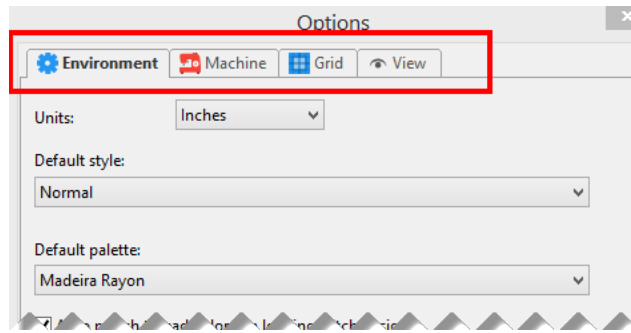 Options
Environment Machine Grid View
Units: Inches
Default style:
Normal
Default palette:
Madeira Rayon